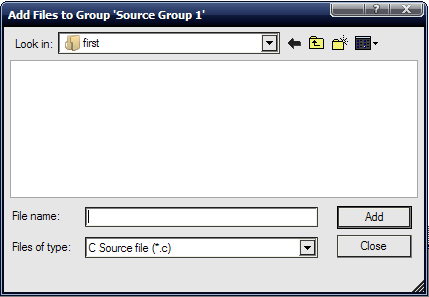 Add Files to Group 'Source Group 1'
Look in: first
File name: Add
Files of type: C Source file (*.c) Close